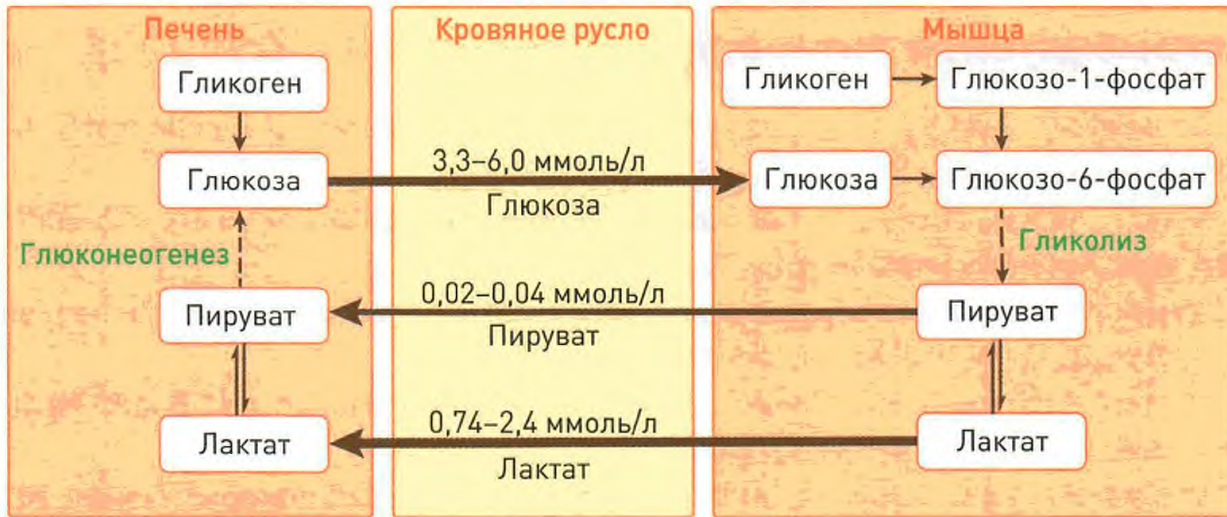 Печень
Кровяное русло
Мышца
Гликоген
Гликоген
Глюкозо-1-фосфат
3,3–6,0 ммоль/л
Глюкоза
Глюкоза
Глюкоза
Глюкозо-6-фосфат
Глюконеогенез
Гликолиз
0,02–0,04 ммоль/л
Пируват
Пируват
Пируват
0,74–2,4 ммоль/л
Лактат
Лактат
Лактат